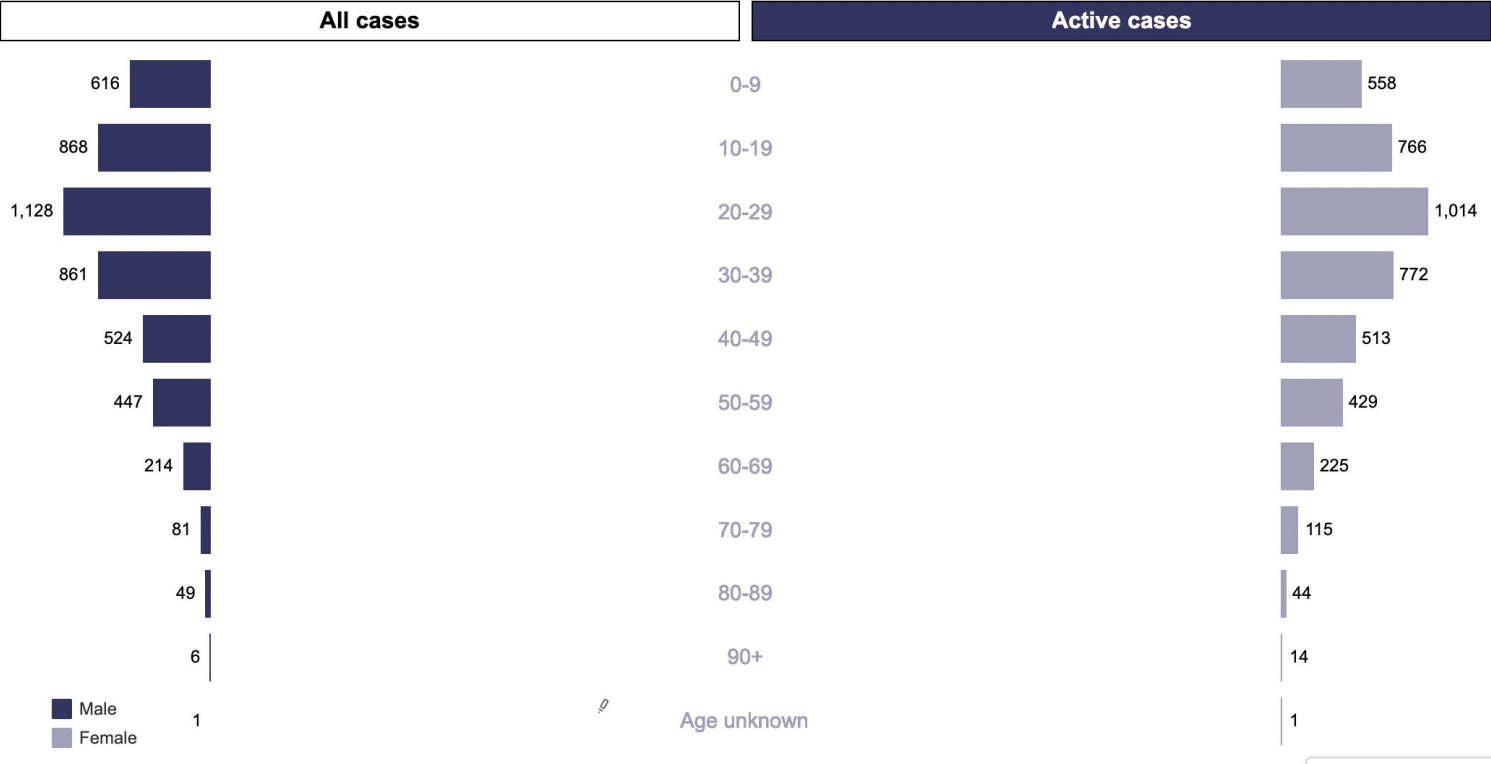 All cases Active cases
616 0-9 558
868 10-19 766
1,128 20-29 1,014
861 30-39 772
524 40-49 513
447 50-59 429
214 60-69 225
81 70-79 115
49 80-89 44
6 90+ 14
Male
1 Age unknown 1
Female